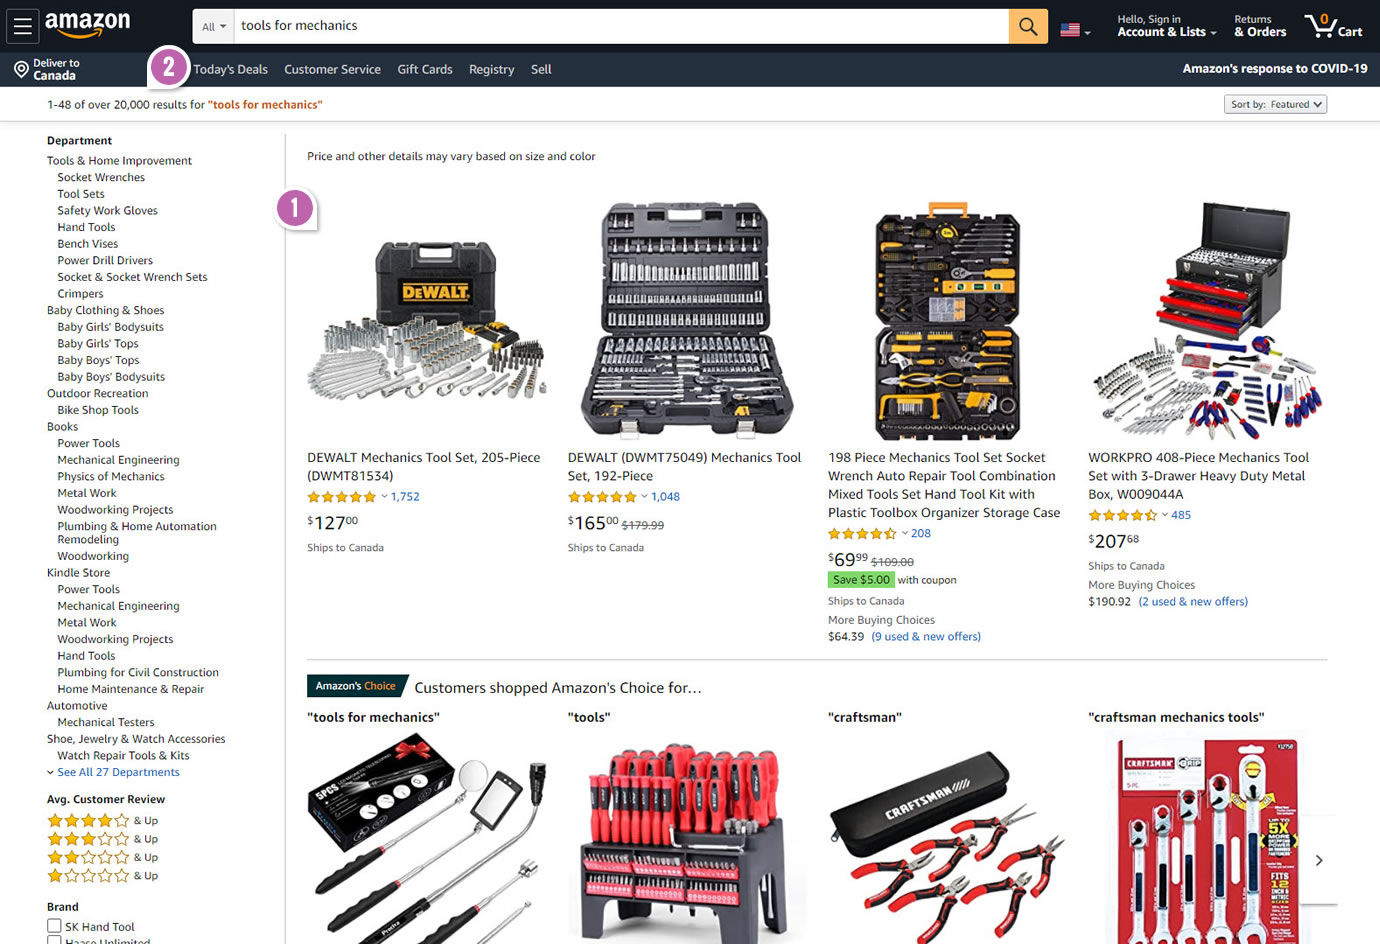 amazon
All
tools for mechanics
Hello, Sign in
Account & Lists
Returns
& Orders
0
Cart
Deliver to
Canada
2
Today's Deals Customer Service Gift Cards Registry Sell
Amazon's response to COVID-19
1-48 of over 20,000 results for "tools for mechanics"
Sort by: Featured
Department
Tools & Home Improvement
Socket Wrenches
Tool Sets
Safety Work Gloves
Hand Tools
Bench Vises
Power Drill Drivers
Socket & Socket Wrench Sets
Crimpers
Baby Clothing & Shoes
Baby Girls' Bodysuits
Baby Girls' Tops
Baby Boys' Tops
Baby Boys' Bodysuits
Outdoor Recreation
Bike Shop Tools
Books
Power Tools
Mechanical Engineering
Physics of Mechanics
Metal Work
Woodworking Projects
Plumbing & Home Automation
Remodeling
Woodworking
Kindle Store
Power Tools
Mechanical Engineering
Metal Work
Woodworking Projects
Hand Tools
Plumbing for Civil Construction
Home Maintenance & Repair
Automotive
Mechanical Testers
Shoe, Jewelry & Watch Accessories
Watch Repair Tools & Kits
See All 27 Departments
Avg. Customer Review
& Up
& Up
& Up
& Up
Brand
SK Hand Tool
Haase Unlimited
Price and other details may vary based on size and color
1
DEWALT
DEWALT Mechanics Tool Set, 205-Piece
(DWMT81534)
1,752
$12700
Ships to Canada
DEWALT (DWMT75049) Mechanics Tool
Set, 192-Piece
1,048
$16500 $179.99
Ships to Canada
198 Piece Mechanics Tool Set Socket
Wrench Auto Repair Tool Combination
Mixed Tools Set Hand Tool Kit with
Plastic Toolbox Organizer Storage Case
208
$6999 $109.00
Save $5.00 with coupon
Ships to Canada
More Buying Choices
$64.39 (9 used & new offers)
WORKPRO 408-Piece Mechanics Tool
Set with 3-Drawer Heavy Duty Metal
Box, W009044A
485
$20768
Ships to Canada
More Buying Choices
$190.92 (2 used & new offers)
Amazon's Choice Customers shopped Amazon's Choice for…
"tools for mechanics"
5PCS
"tools"
"craftsman"
CRAFTSMAN
"craftsman mechanics tools"
CRAFTSMAN
5-PC.
UP TO
5X
MORE
FITS
12